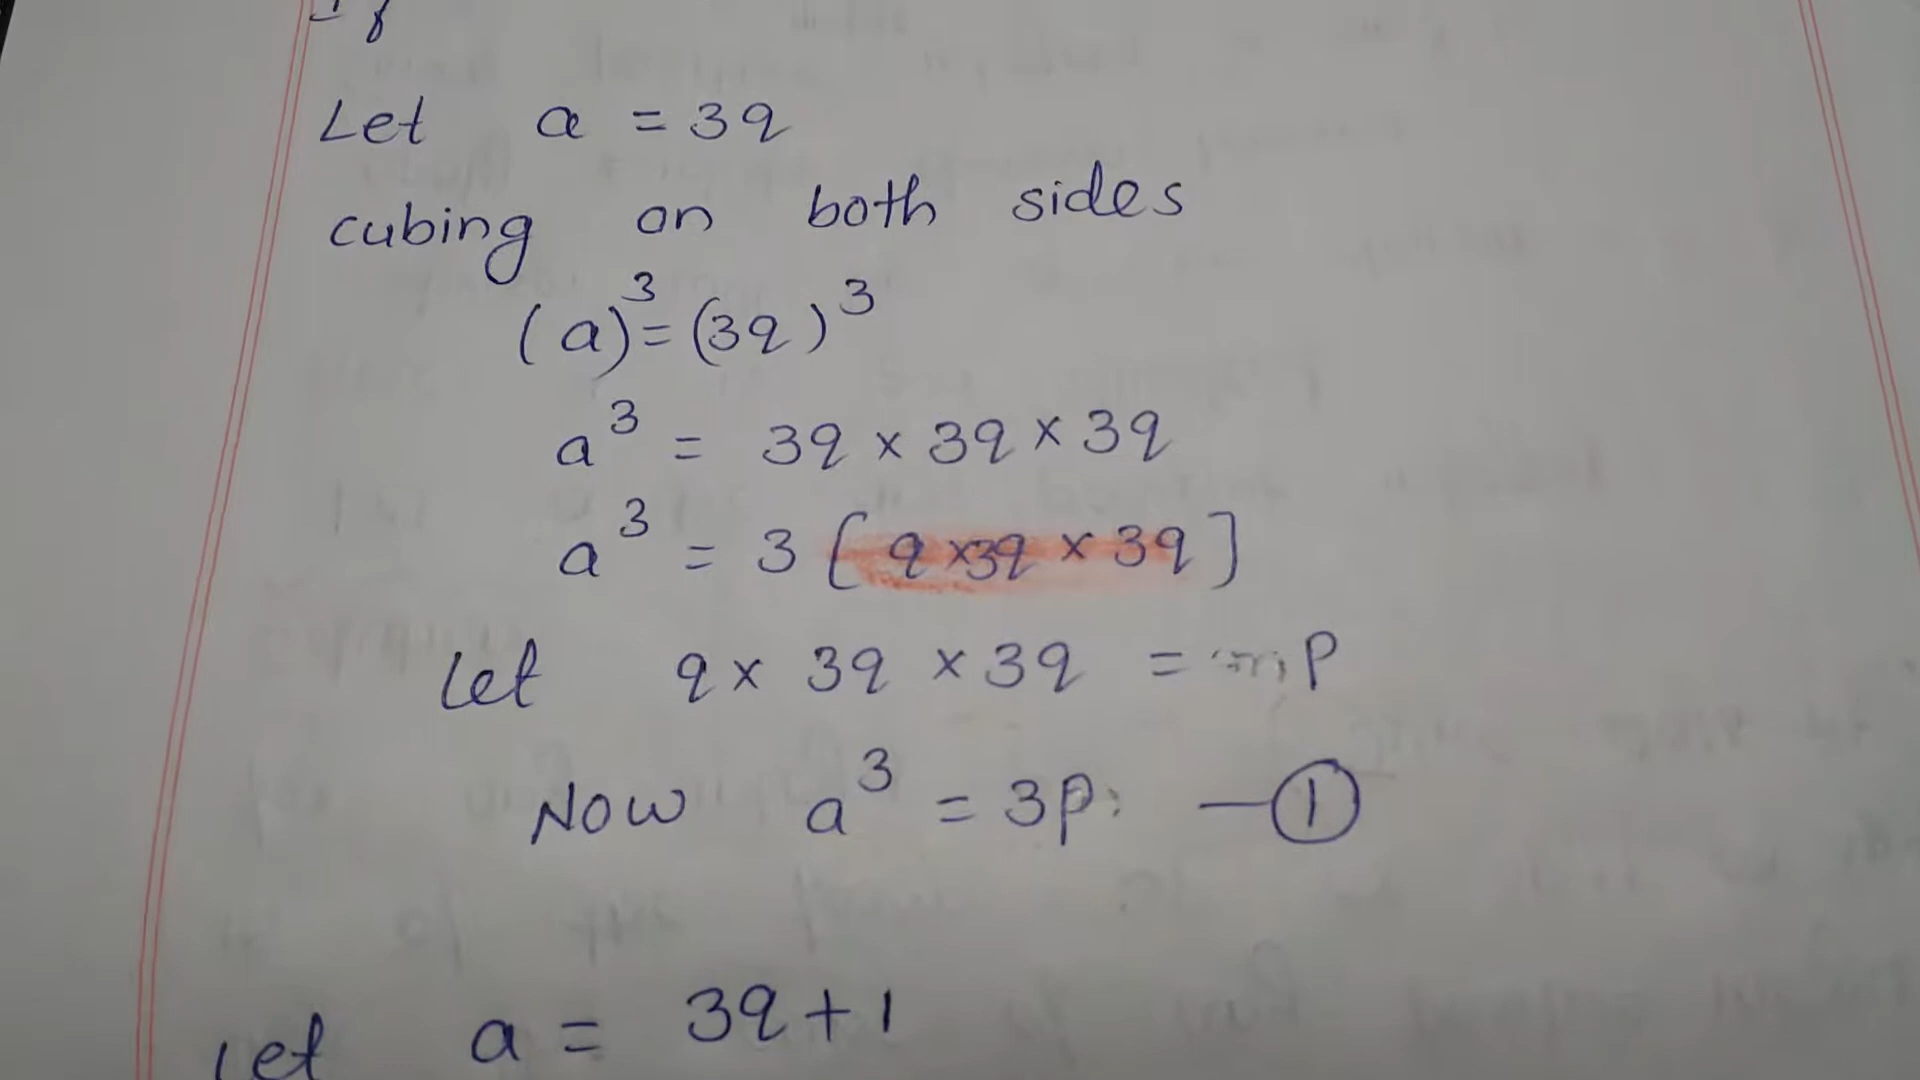 Let a = 3q
cubing on both sides
(a)³ = (3q)³
a³ = 3q × 3q × 3q
a³ = 3 [ q × 3q × 3q ]
Let q × 3q × 3q = p
Now a³ = 3p. —①
Let a = 3q + 1